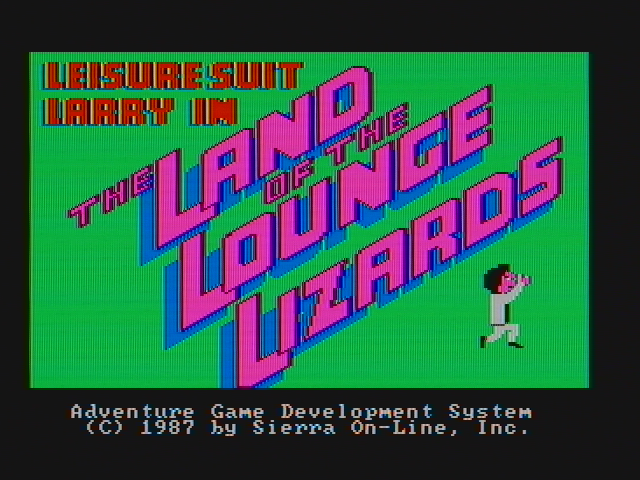 LEISURE SUIT
LARRY IN
THE LAND
OF THE
LOUNGE
LIZARDS
Adventure Game Development System
(C) 1987 by Sierra On-Line, Inc.